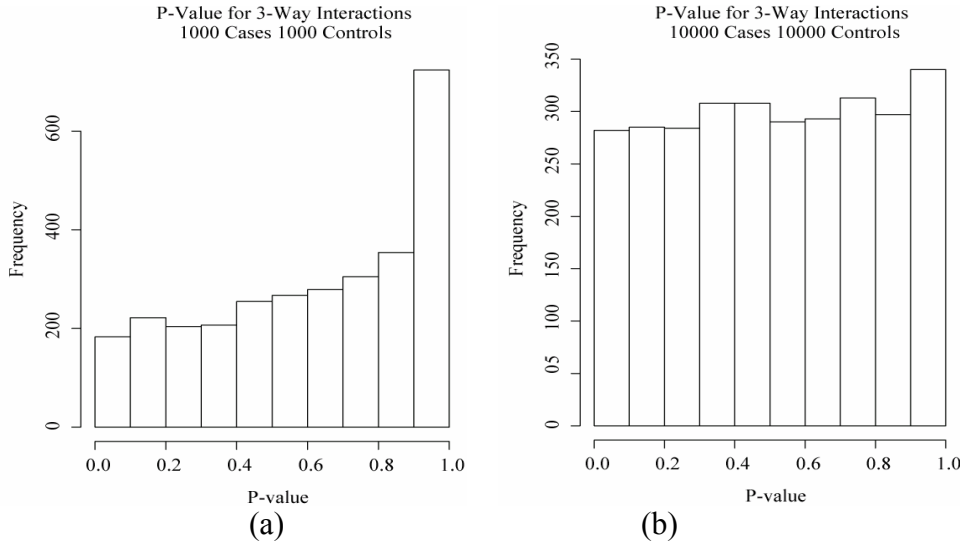 P-Value for 3-Way Interactions
1000 Cases 1000 Controls
Frequency
0
200
400
600
0.0 0.2 0.4 0.6 0.8 1.0
P-value
(a)
P-Value for 3-Way Interactions
10000 Cases 10000 Controls
Frequency
0
05
100
150
200
250
300
350
0.0 0.2 0.4 0.6 0.8 1.0
P-value
(b)